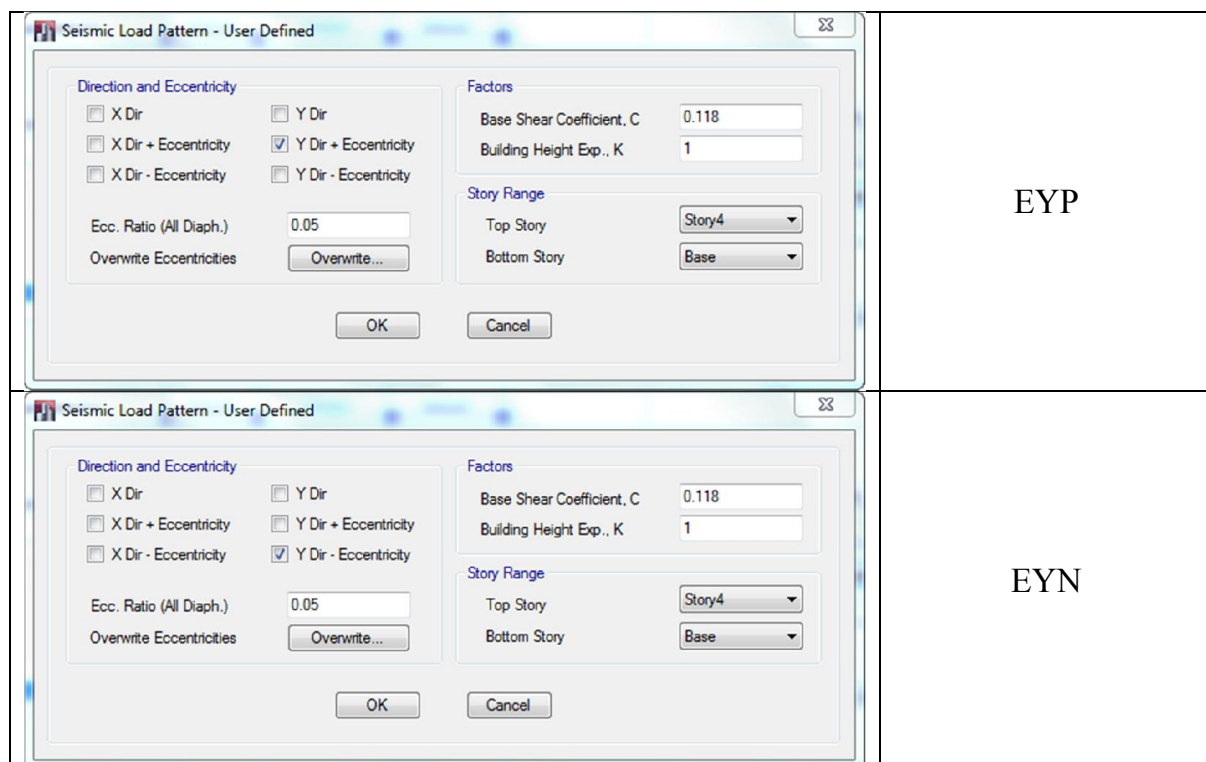 Seismic Load Pattern - User Defined
Direction and Eccentricity
X Dir Y Dir
X Dir + Eccentricity Y Dir + Eccentricity
X Dir - Eccentricity Y Dir - Eccentricity
Ecc. Ratio (All Diaph.) 0.05
Overwrite Eccentricities Overwrite...
Factors
Base Shear Coefficient, C 0.118
Building Height Exp., K 1
Story Range
Top Story Story4
Bottom Story Base
OK Cancel
EYP
Seismic Load Pattern - User Defined
Direction and Eccentricity
X Dir Y Dir
X Dir + Eccentricity Y Dir + Eccentricity
X Dir - Eccentricity Y Dir - Eccentricity
Ecc. Ratio (All Diaph.) 0.05
Overwrite Eccentricities Overwrite...
Factors
Base Shear Coefficient, C 0.118
Building Height Exp., K 1
Story Range
Top Story Story4
Bottom Story Base
OK Cancel
EYN